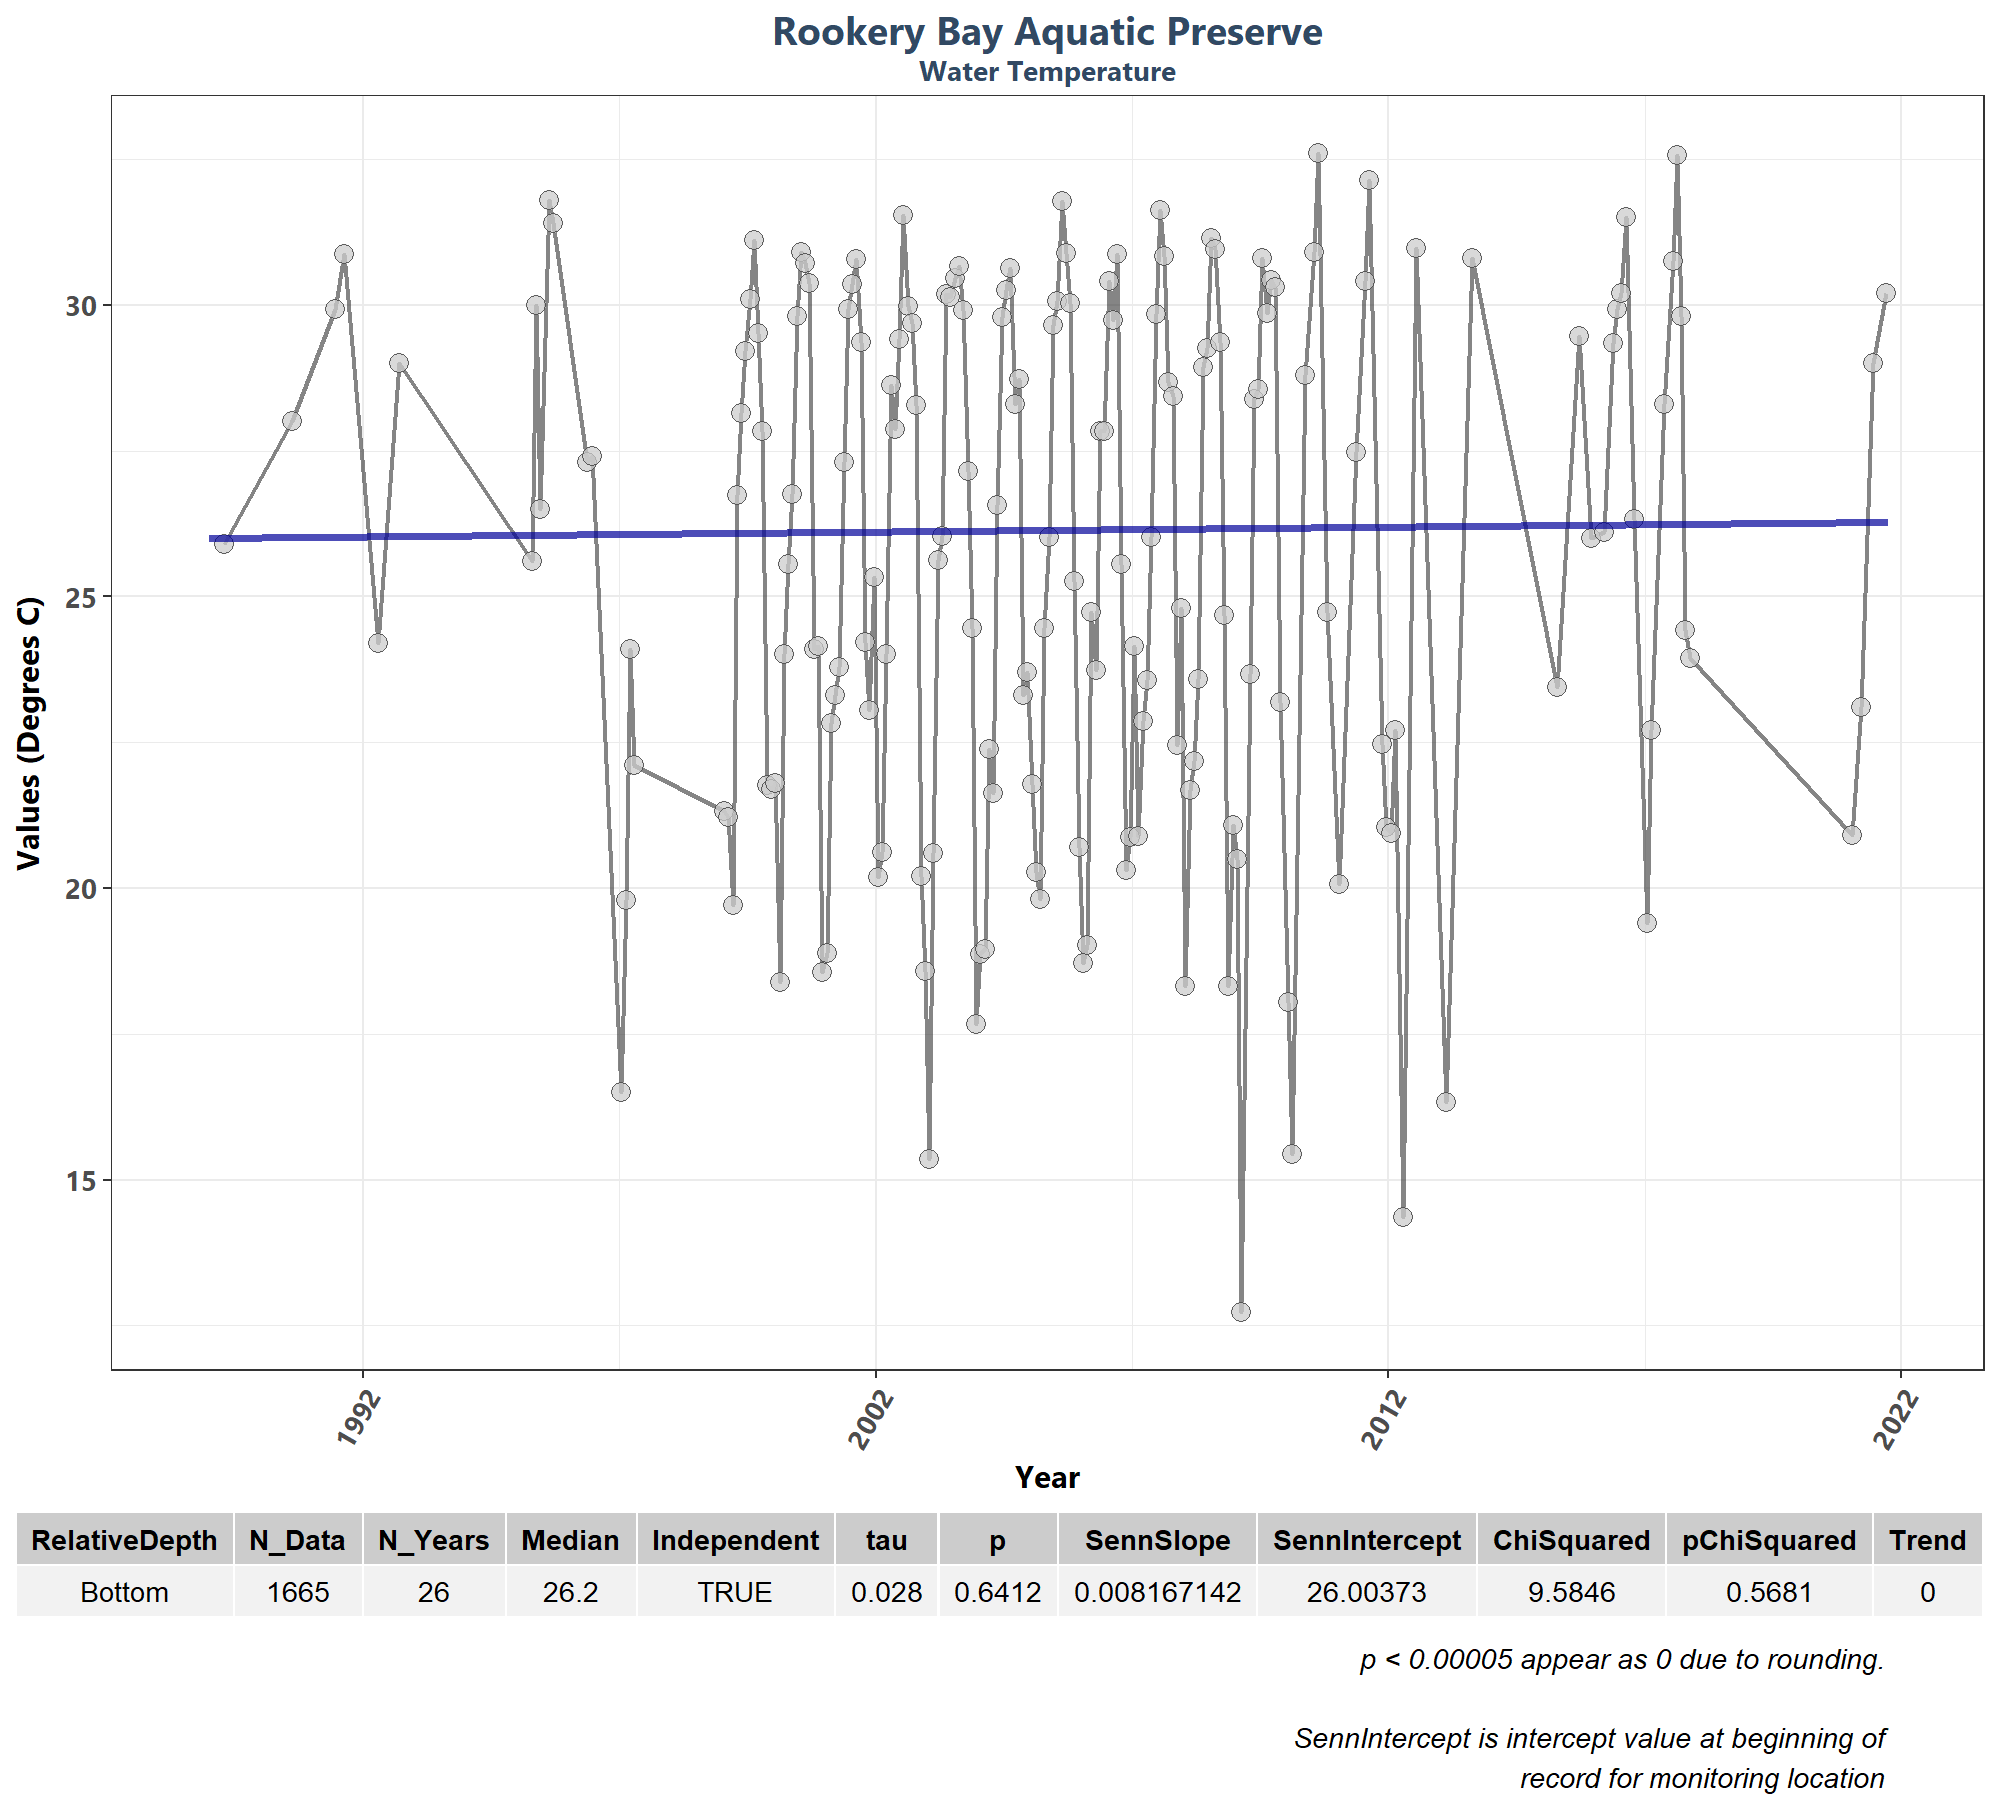 Rookery Bay Aquatic Preserve
Water Temperature
Values (Degrees C)
30
25
20
15
1992
2002
2012
2022
Year
RelativeDepth N_Data N_Years Median Independent tau p SennSlope SennIntercept ChiSquared pChiSquared Trend
Bottom 1665 26 26.2 TRUE 0.028 0.6412 0.008167142 26.00373 9.5846 0.5681 0
p < 0.00005 appear as 0 due to rounding.
SennIntercept is intercept value at beginning of
record for monitoring location